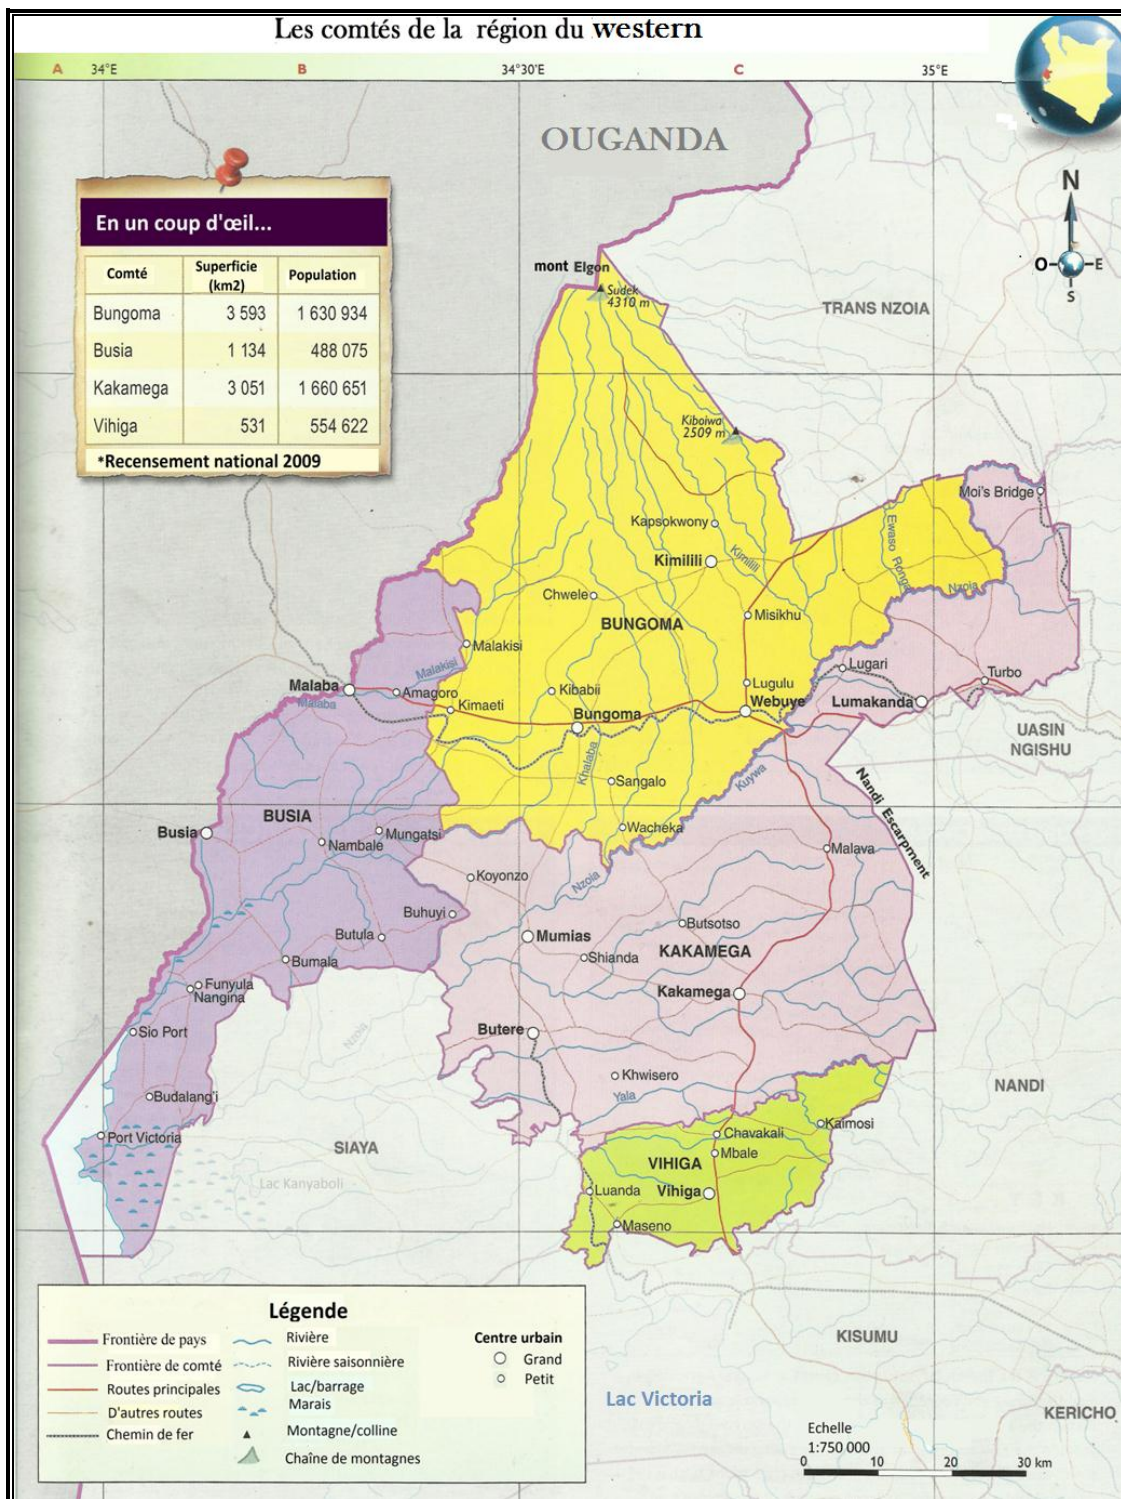 Les comtés de la région du western
A 34°E B 34°30'E C 35°E
OUGANDA
N
O E
S
En un coup d'œil...
Comté Superficie (km2) Population
Bungoma 3 593 1 630 934
Busia 1 134 488 075
Kakamega 3 051 1 660 651
Vihiga 531 554 622
*Recensement national 2009
mont Elgon
Sudek
4310 m
TRANS NZOIA
Kiboiwa
2509 m
Moi's Bridge
Kapsokwony
Ewaso Rongai
Kimilili
Kimilili
Nzoia
Chwele
BUNGOMA
Misikhu
Malakisi
Malakisi
Lugari
Turbo
Malaba
Malaba
Amagoro
Kibabii
Lugulu
Kimaeti
Bungoma
Webuye
Lumakanda
UASIN
NGISHU
Khalaba
Sangalo
Kuywa
Nandi Escarpment
BUSIA
Busia
Mungatsi
Nambale
Wacheka
Malava
Koyonzo
Nzoia
Buhuyi
Butsotso
Butula
Mumias
KAKAMEGA
Bumala
Shianda
Funyula
Nangina
Kakamega
Sio Port
Butere
Nzoia
Khwisero
NANDI
Budalang'i
Yala
Port Victoria
SIAYA
Chavakali
Kaimosi
Mbale
VIHIGA
Lac Kanyaboli
Luanda
Vihiga
Maseno
Légende
Frontière de pays
Frontière de comté
Routes principales
D'autres routes
Chemin de fer
Rivière
Rivière saisonnière
Lac/barrage
Marais
Montagne/colline
Chaîne de montagnes
Centre urbain
Grand
Petit
KISUMU
Lac Victoria
KERICHO
Echelle
1:750 000
0 10 20 30 km